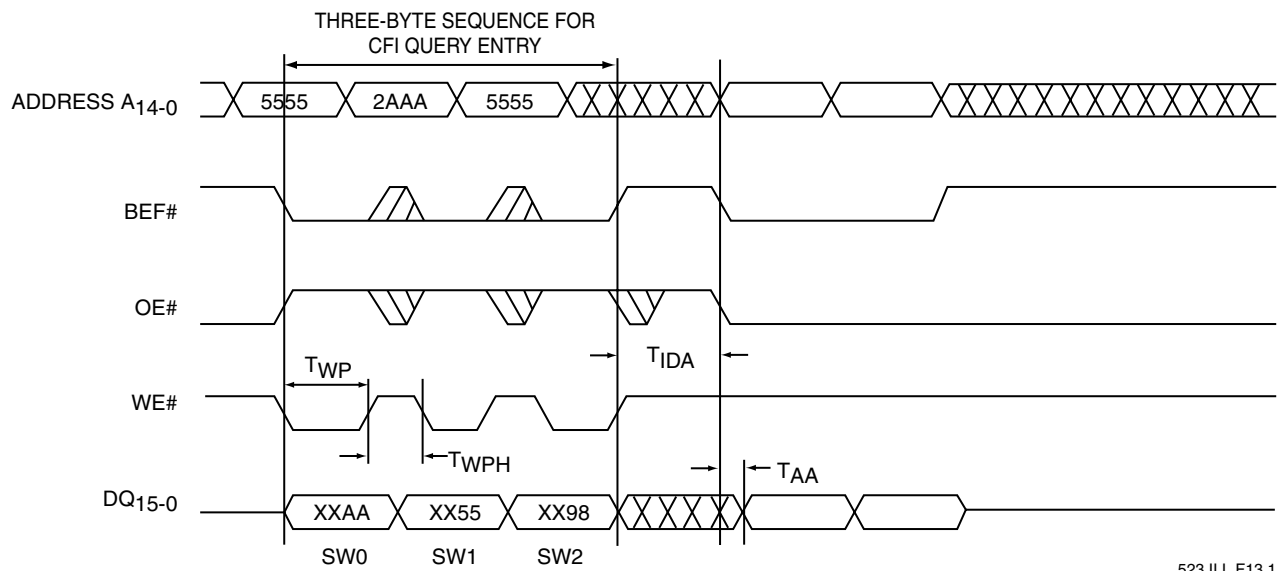 THREE-BYTE SEQUENCE FOR
CFI QUERY ENTRY
ADDRESS A14-0
5555 2AAA 5555
BEF#
OE#
TWP
TIDA
WE#
TWPH
TAA
DQ15-0
XXAA XX55 XX98
SW0 SW1 SW2